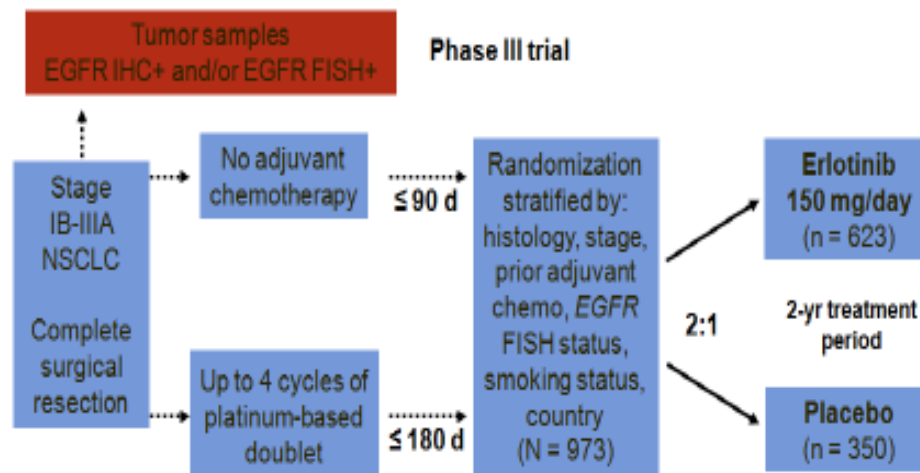 Tumor samples
EGFR IHC+ and/or EGFR FISH+
Phase III trial
Stage
IB-IIIA
NSCLC
Complete
surgical
resection
No adjuvant
chemotherapy
≤ 90 d
Up to 4 cycles of
platinum-based
doublet
≤ 180 d
Randomization
stratified by:
histology, stage,
prior adjuvant
chemo, EGFR
FISH status,
smoking status,
country
(N = 973)
2:1
Erlotinib
150 mg/day
(n = 623)
2-yr treatment
period
Placebo
(n = 350)